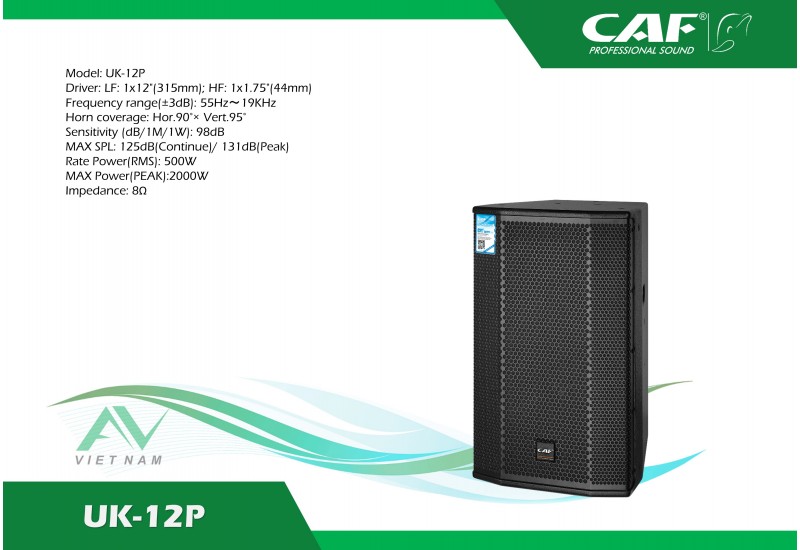 CAF®
PROFESSIONAL SOUND
Model: UK-12P
Driver: LF: 1x12"(315mm); HF: 1x1.75"(44mm)
Frequency range(±3dB): 55Hz～19KHz
Horn coverage: Hor.90°× Vert.95°
Sensitivity (dB/1M/1W): 98dB
MAX SPL: 125dB(Continue)/ 131dB(Peak)
Rate Power(RMS): 500W
MAX Power(PEAK):2000W
Impedance: 8Ω
CAF
AV
VIETNAM
UK-12P